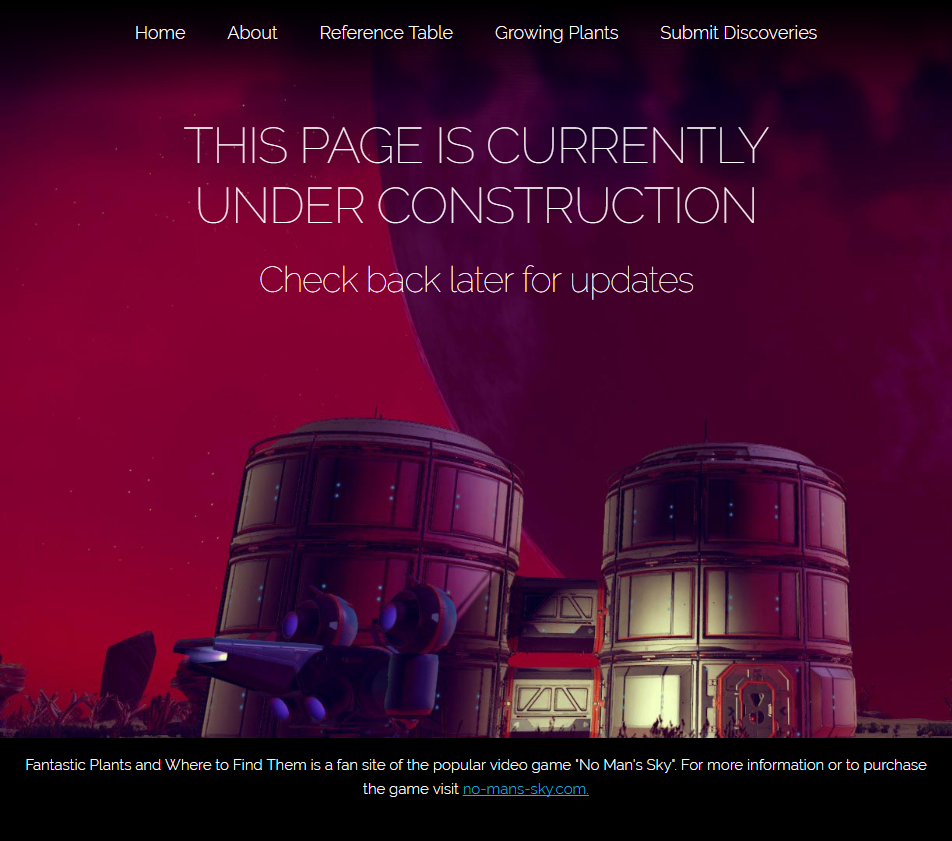 Home About Reference Table Growing Plants Submit Discoveries
THIS PAGE IS CURRENTLY
UNDER CONSTRUCTION
Check back later for updates
Fantastic Plants and Where to Find Them is a fan site of the popular video game "No Man's Sky". For more information or to purchase
the game visit no-mans-sky.com.